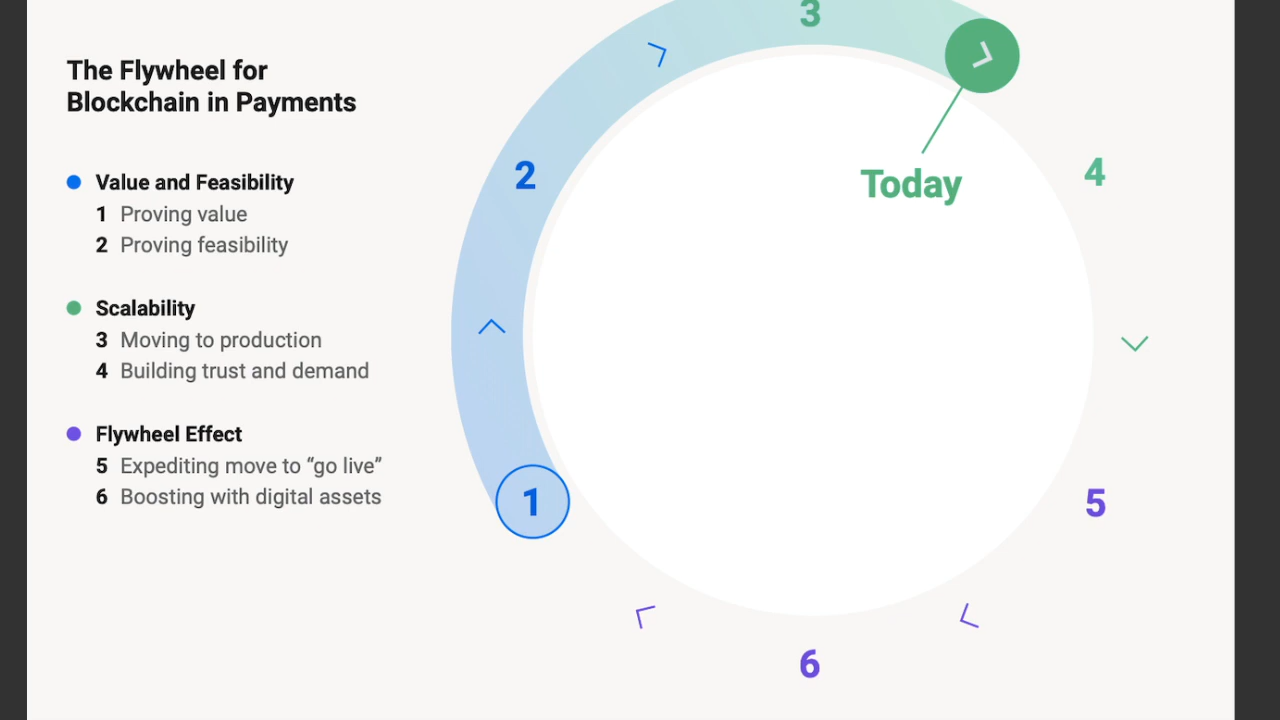 The Flywheel for
Blockchain in Payments
Value and Feasibility
1 Proving value
2 Proving feasibility
Scalability
3 Moving to production
4 Building trust and demand
Flywheel Effect
5 Expediting move to “go live”
6 Boosting with digital assets
3
2
Today
4
1
5
6